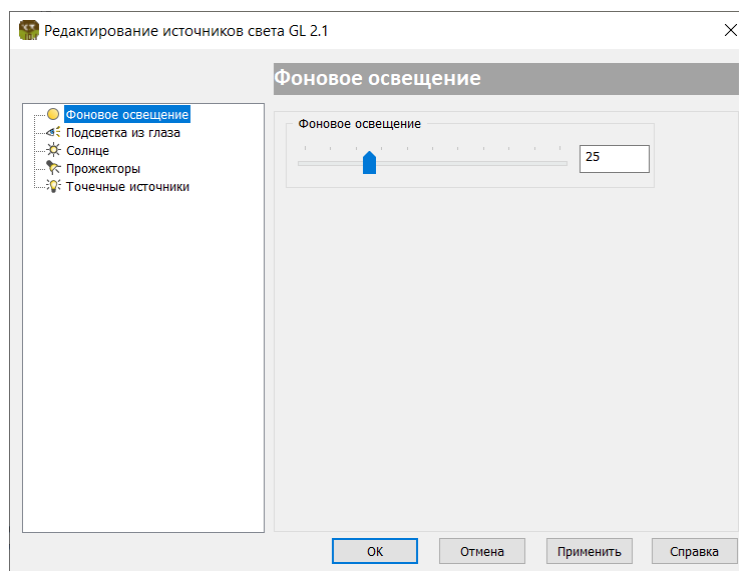 Редактирование источников света GL 2.1
Фоновое освещение
Фоновое освещение
Подсветка из глаза
Солнце
Прожекторы
Точечные источники
Фоновое освещение
25
ОК
Отмена
Применить
Справка